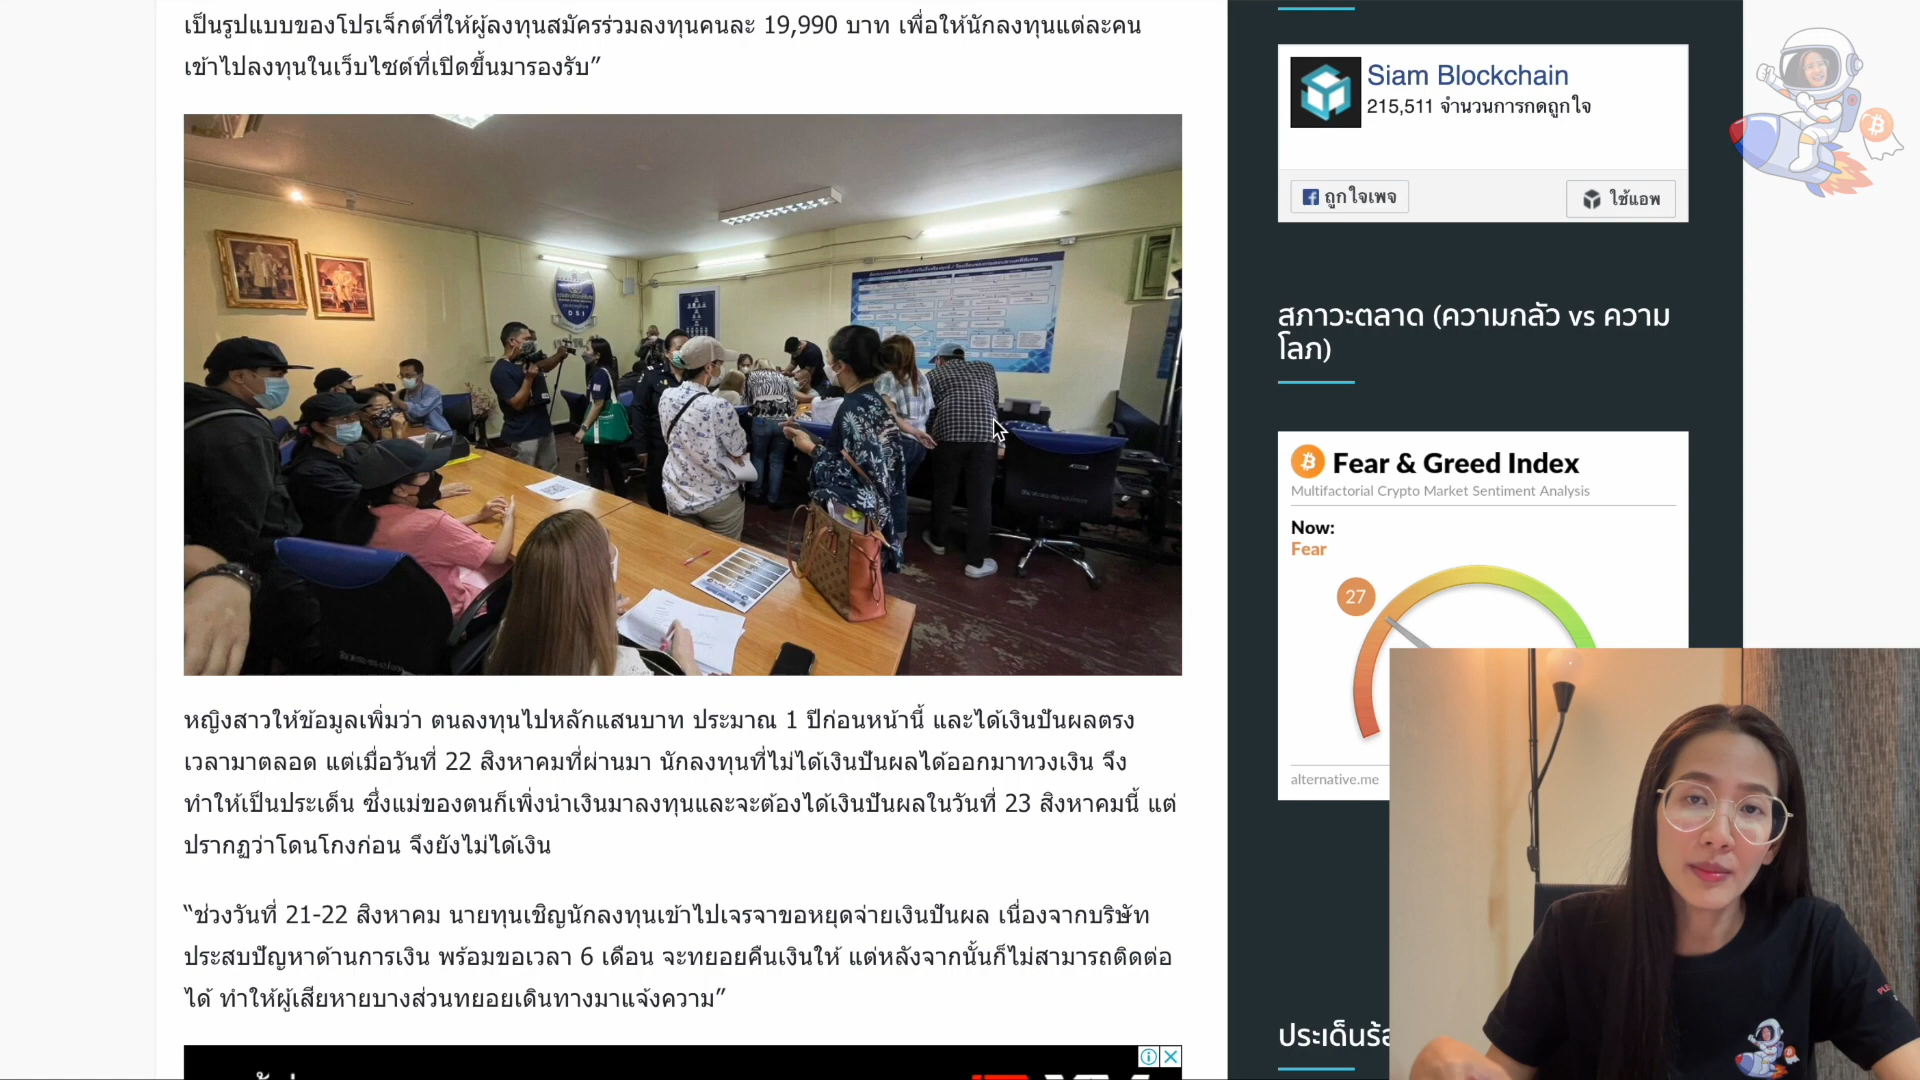 เป็นรูปแบบของโปรเจ็กต์ที่ให้ผู้ลงทุนสมัครร่วมลงทุนคนละ 19,990 บาท เพื่อให้นักลงทุนแต่ละคน
เข้าไปลงทุนในเว็บไซต์ที่เปิดขึ้นมารองรับ”
DSI
หญิงสาวให้ข้อมูลเพิ่มว่า ตนลงทุนไปหลักแสนบาท ประมาณ 1 ปีก่อนหน้านี้ และได้เงินปันผลตรง
เวลามาตลอด แต่เมื่อวันที่ 22 สิงหาคมที่ผ่านมา นักลงทุนที่ไม่ได้เงินปันผลได้ออกมาทวงเงิน จึง
ทำให้เป็นประเด็น ซึ่งแม่ของตนก็เพิ่งนำเงินมาลงทุนและจะต้องได้เงินปันผลในวันที่ 23 สิงหาคมนี้ แต่
ปรากฏว่าโดนโกงก่อน จึงยังไม่ได้เงิน
“ช่วงวันที่ 21-22 สิงหาคม นายทุนเชิญนักลงทุนเข้าไปเจรจาขอหยุดจ่ายเงินปันผล เนื่องจากบริษัท
ประสบปัญหาด้านการเงิน พร้อมขอเวลา 6 เดือน จะทยอยคืนเงินให้ แต่หลังจากนั้นก็ไม่สามารถติดต่อ
ได้ ทำให้ผู้เสียหายบางส่วนทยอยเดินทางมาแจ้งความ”
Siam Blockchain
215,511 จำนวนการกดถูกใจ
ถูกใจเพจ
ใช้แอพ
สภาวะตลาด (ความกลัว vs ความ
โลภ)
Fear & Greed Index
Multifactorial Crypto Market Sentiment Analysis
Now:
Fear
27
alternative.me
ประเด็นร้อ